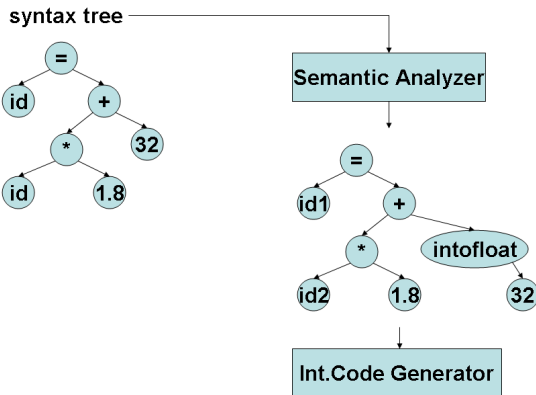 syntax tree
=
id
+
*
32
id
1.8
Semantic Analyzer
=
id1
+
*
intofloat
id2
1.8
32
Int.Code Generator